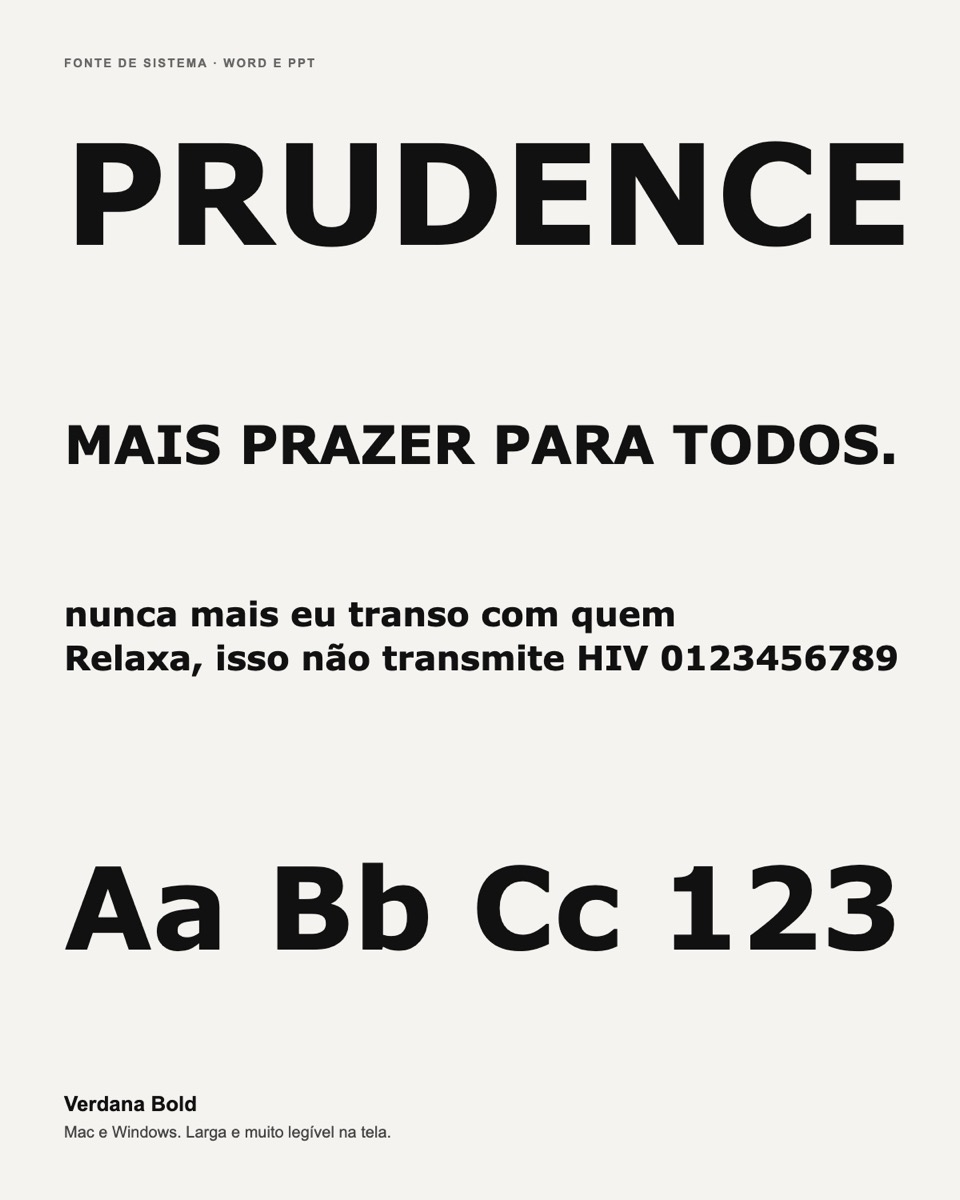 FONTE DE SISTEMA · WORD E PPT
PRUDENCE
MAIS PRAZER PARA TODOS.
nunca mais eu transo com quem
Relaxa, isso não transmite HIV 0123456789
Aa Bb Cc 123
Verdana Bold
Mac e Windows. Larga e muito legível na tela.